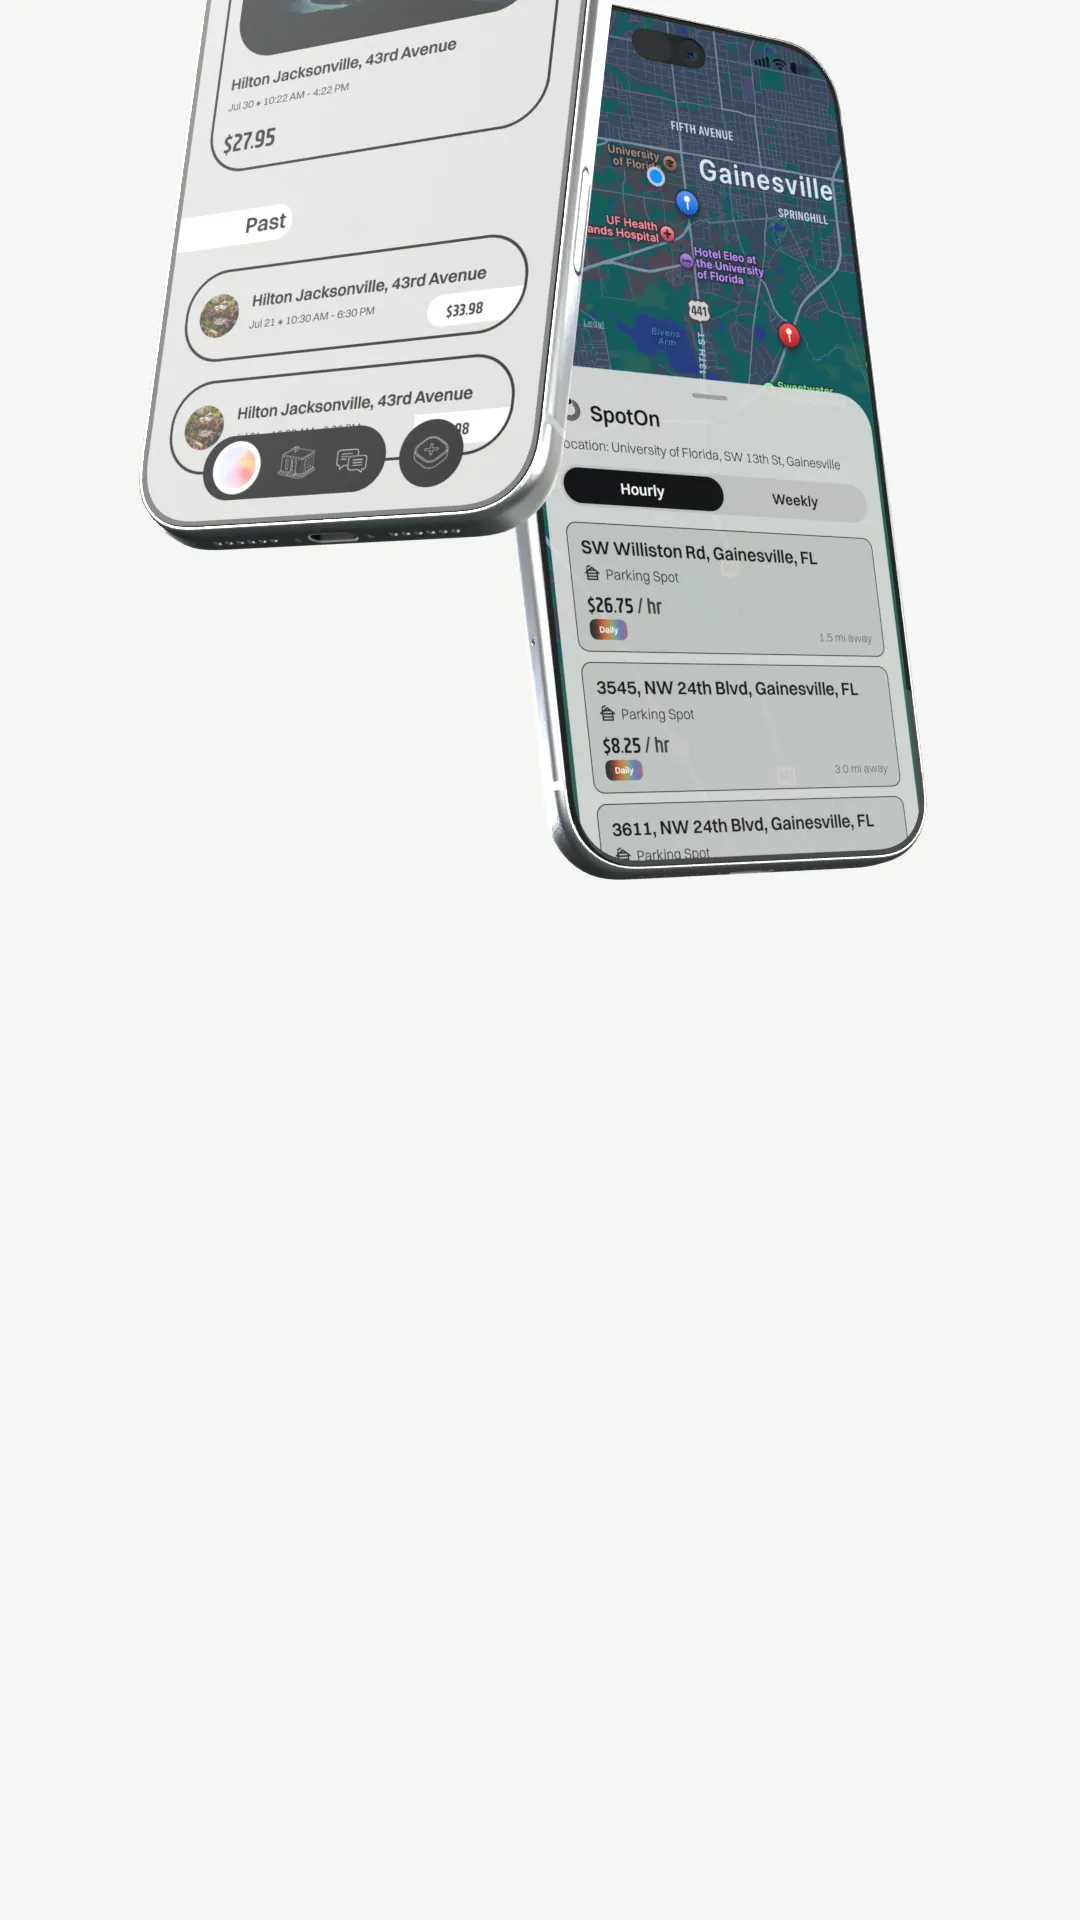 Hilton Jacksonville, 43rd Avenue
Jul 30 • 10:22 AM - 4:22 PM
$27.95
Past
Hilton Jacksonville, 43rd Avenue
Jul 21 • 10:30 AM - 6:30 PM
$33.98
Hilton Jacksonville, 43rd Avenue
98
FIFTH AVENUE
University
of Florida
Gainesville
SPRINGHILL
UF Health
ands Hospital
Hotel Eleo at
the University
of Florida
441
Legal
Bivens
Arm
13TH ST
Sweetwater
SpotOn
ocation: University of Florida, SW 13th St, Gainesville
Hourly
Weekly
SW Williston Rd, Gainesville, FL
Parking Spot
$26.75 / hr
Daily
1.5 mi away
3545, NW 24th Blvd, Gainesville, FL
Parking Spot
$8.25 / hr
Daily
3.0 mi away
3611, NW 24th Blvd, Gainesville, FL
Parking Spot